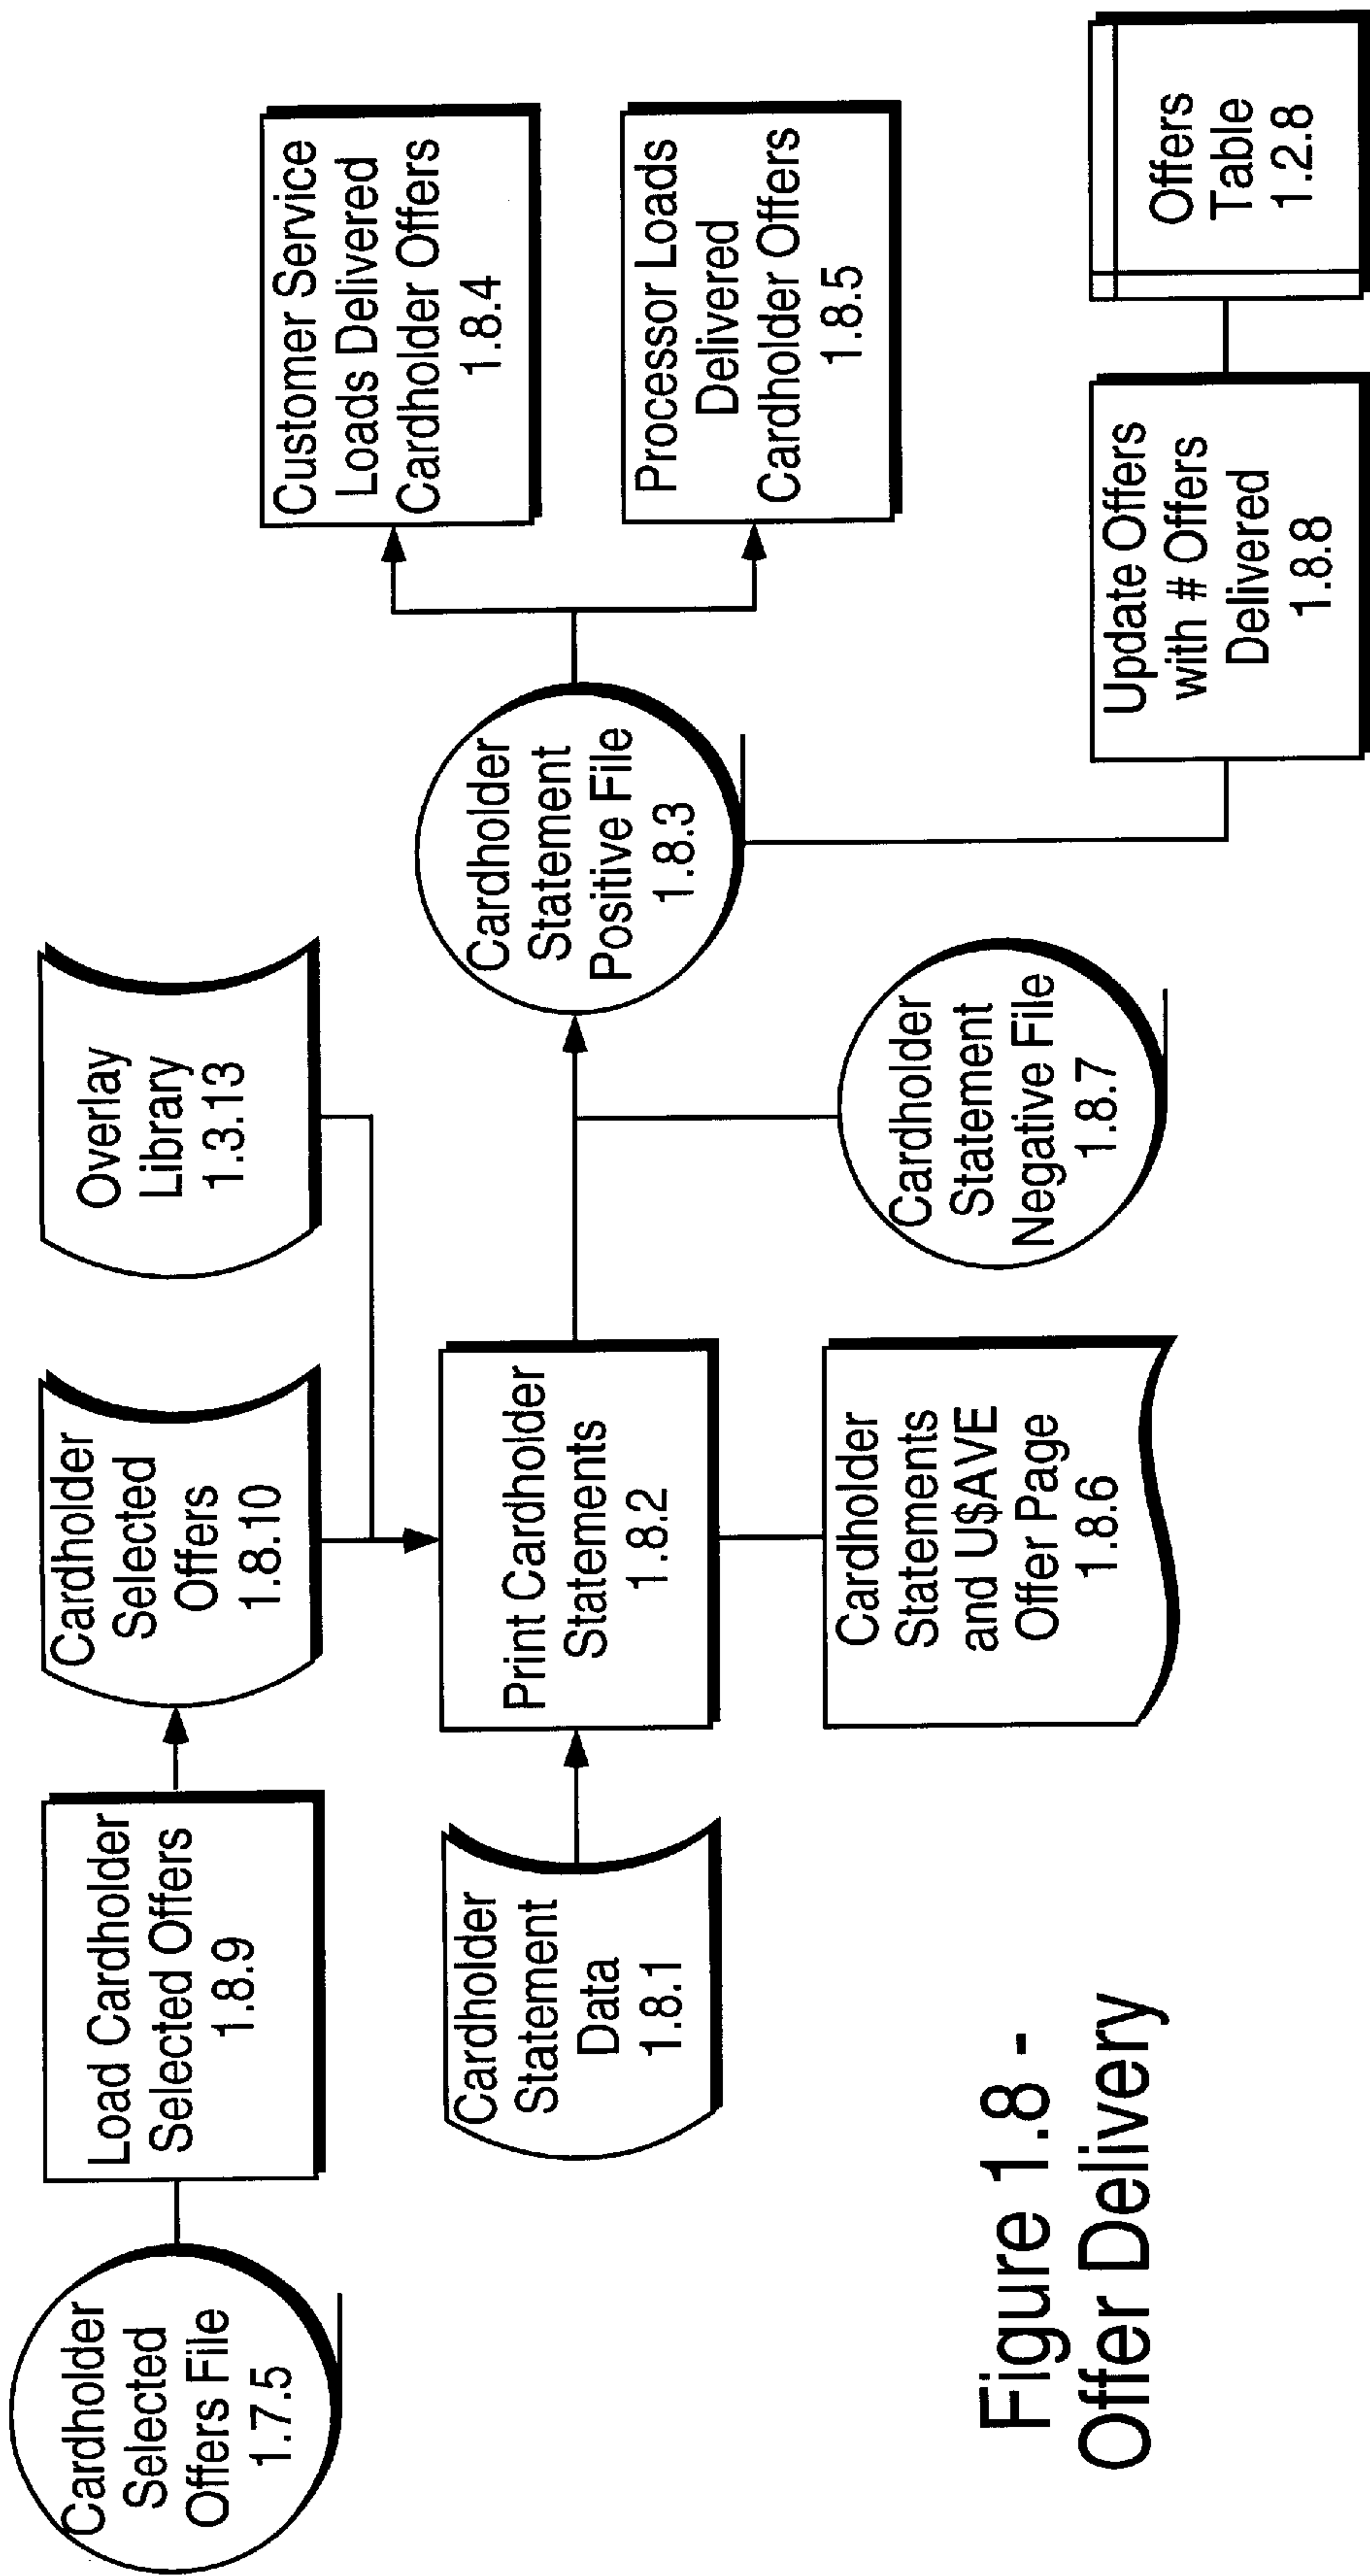 Cardholder
Selected
Offers File
1.7.5
Load Cardholder
Selected Offers
1.8.9
Cardholder
Selected
Offers
1.8.10
Overlay
Library
1.3.13
Cardholder
Statement
Data
1.8.1
Print Cardholder
Statements
1.8.2
Cardholder
Statement
Positive File
1.8.3
Customer Service
Loads Delivered
Cardholder Offers
1.8.4
Processor Loads
Delivered
Cardholder Offers
1.8.5
Cardholder
Statements
and U$AVE
Offer Page
1.8.6
Cardholder
Statement
Negative File
1.8.7
Update Offers
with # Offers
Delivered
1.8.8
Offers
Table
1.2.8
Figure 1.8 -
Offer Delivery